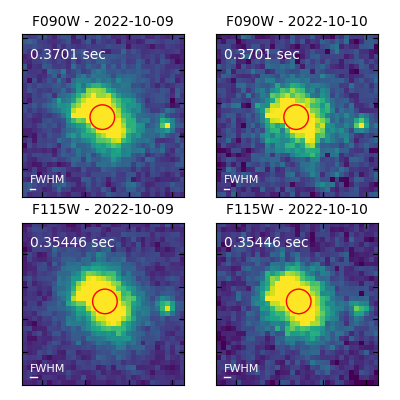 F090W - 2022-10-09
F090W - 2022-10-10
0.3701 sec
0.3701 sec
FWHM
FWHM
F115W - 2022-10-09
F115W - 2022-10-10
0.35446 sec
0.35446 sec
FWHM
FWHM